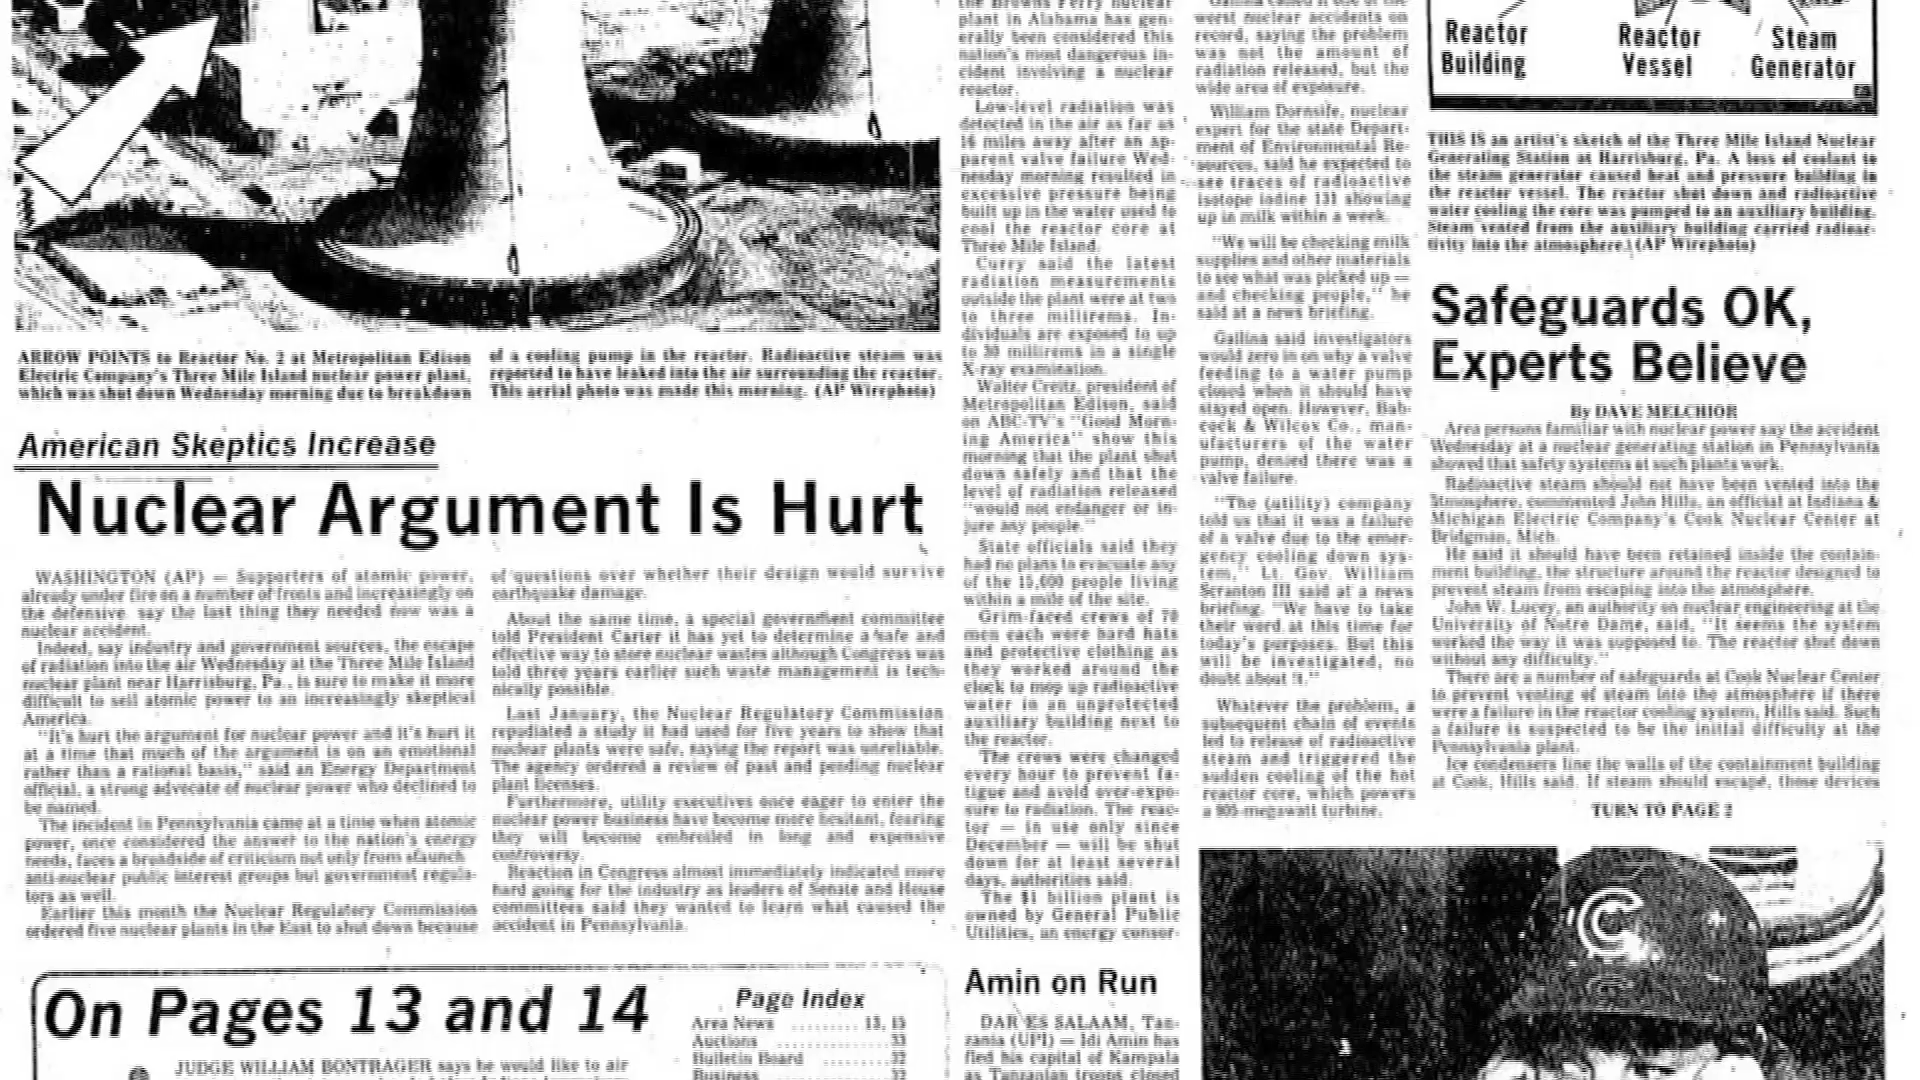 ARROW POINTS to Reactor No. 2 at Metropolitan Edison
Electric Company's Three Mile Island nuclear power plant,
which was shut down Wednesday morning due to breakdown
of a cooling pump in the reactor. Radioactive steam was
reported to have leaked into the air surrounding the reactor.
This aerial photo was made this morning. (AP Wirephoto)
American Skeptics Increase
Nuclear Argument Is Hurt
WASHINGTON (AP) — Supporters of atomic power,
already under fire on a number of fronts and increasingly on
the defensive say the last thing they needed now was a
nuclear accident.
Indeed, say industry and government sources, the escape
of radiation into the air Wednesday at the Three Mile Island
nuclear plant near Harrisburg, Pa., is sure to make it more
difficult to sell atomic power to an increasingly skeptical
America.
"It's hurt the argument for nuclear power and it's hurt it
at a time that much of the argument is on an emotional
rather than a rational basis," said an Energy Department
official, a strong advocate of nuclear power who declined to
be named.
The incident in Pennsylvania came at a time when atomic
power, once considered the answer to the nation's energy
needs, faces a broadside of criticism not only from staunch
anti-nuclear public interest groups but government regula-
tors as well.
Earlier this month the Nuclear Regulatory Commission
ordered five nuclear plants in the East to shut down because
of questions over whether their design would survive
earthquake damage.
About the same time, a special government committee
told President Carter it has yet to determine a safe and
effective way to store nuclear wastes although Congress was
told three years earlier such waste management is tech-
nically possible.
Last January, the Nuclear Regulatory Commission
repudiated a study it had used for five years to show that
nuclear plants were safe, saying the report was unreliable.
The agency ordered a review of past and pending nuclear
plant licenses.
Furthermore, utility executives once eager to enter the
nuclear power business have become more hesitant, fearing
they will become embroiled in long and expensive
controversy.
Reaction in Congress almost immediately indicated more
hard going for the industry as leaders of Senate and House
committees said they wanted to learn what caused the
accident in Pennsylvania.
On Pages 13 and 14
JUDGE WILLIAM BONTRAGER says he would like to air
Page Index
Area News ........ 13, 15
Auctions ........ 33
Bulletin Board ........ 32
Business ........ 32
the Browns Ferry nuclear
plant in Alabama has gen-
erally been considered this
nation's most dangerous in-
cident involving a nuclear
reactor.
Low-level radiation was
detected in the air as far as
16 miles away after an ap-
parent valve failure Wed-
nesday morning resulted in
excessive pressure being
built up in the water used to
cool the reactor core at
Three Mile Island.
Curry said the latest
radiation measurements
outside the plant were at two
to three millirems. In-
dividuals are exposed to up
to 30 millirems in a single
X-ray examination.
Walter Creitz, president of
Metropolitan Edison, said
on ABC-TV's "Good Morn-
ing America" show this
morning that the plant shut
down safely and that the
level of radiation released
"would not endanger or in-
jure any people."
State officials said they
had no plans to evacuate any
of the 15,000 people living
within a mile of the site.
Grim-faced crews of 70
men each wore hard hats
and protective clothing as
they worked around the
clock to mop up radioactive
water in an unprotected
auxiliary building next to
the reactor.
The crews were changed
every hour to prevent fa-
tigue and avoid over-expo-
sure to radiation. The reac-
tor — in use only since
December — will be shut
down for at least several
days, authorities said.
The $1 billion plant is
owned by General Public
Utilities, an energy consor-
Amin on Run
DAR ES SALAAM, Tan-
zania (UPI) — Idi Amin has
fled his capital of Kampala
as Tanzanian troops closed
Gallina called it one of the
worst nuclear accidents on
record, saying the problem
was not the amount of
radiation released, but the
wide area of exposure.
William Dornsife, nuclear
expert for the state Depart-
ment of Environmental Re-
sources, said he expected to
see traces of radioactive
isotope iodine 131 showing
up in milk within a week.
"We will be checking milk
supplies and other materials
to see what was picked up —
and checking people," he
said at a news briefing.
Gallina said investigators
would zero in on why a valve
feeding to a water pump
closed when it should have
stayed open. However, Bab-
cock & Wilcox Co., man-
ufacturers of the water
pump, denied there was a
valve failure.
"The (utility) company
told us that it was a failure
of a valve due to the emer-
gency cooling down sys-
tem," Lt. Gov. William
Scranton III said at a news
briefing. "We have to take
their word at this time for
today's purposes. But this
will be investigated, no
doubt about it."
Whatever the problem, a
subsequent chain of events
led to release of radioactive
steam and triggered the
sudden cooling of the hot
reactor core, which powers
a 905-megawatt turbine.
Reactor
Building
Reactor
Vessel
Steam
Generator
THIS IS an artist's sketch of the Three Mile Island Nuclear
Generating Station at Harrisburg, Pa. A loss of coolant to
the steam generator caused heat and pressure building in
the reactor vessel. The reactor shut down and radioactive
water cooling the core was pumped to an auxiliary building.
Steam vented from the auxiliary building carried radioac-
tivity into the atmosphere. (AP Wirephoto)
Safeguards OK,
Experts Believe
By DAVE MELCHIOR
Area persons familiar with nuclear power say the accident
Wednesday at a nuclear generating station in Pennsylvania
showed that safety systems at such plants work.
Radioactive steam should not have been vented into the
atmosphere, commented John Hills, an official at Indiana &
Michigan Electric Company's Cook Nuclear Center at
Bridgman, Mich.
He said it should have been retained inside the contain-
ment building, the structure around the reactor designed to
prevent steam from escaping into the atmosphere.
John W. Lucey, an authority on nuclear engineering at the
University of Notre Dame, said, "It seems the system
worked the way it was supposed to. The reactor shut down
without any difficulty."
There are a number of safeguards at Cook Nuclear Center
to prevent venting of steam into the atmosphere if there
were a failure in the reactor cooling system, Hills said. Such
a failure is suspected to be the initial difficulty at the
Pennsylvania plant.
Ice condensers line the walls of the containment building
at Cook, Hills said. If steam should escape, those devices
TURN TO PAGE 2
C